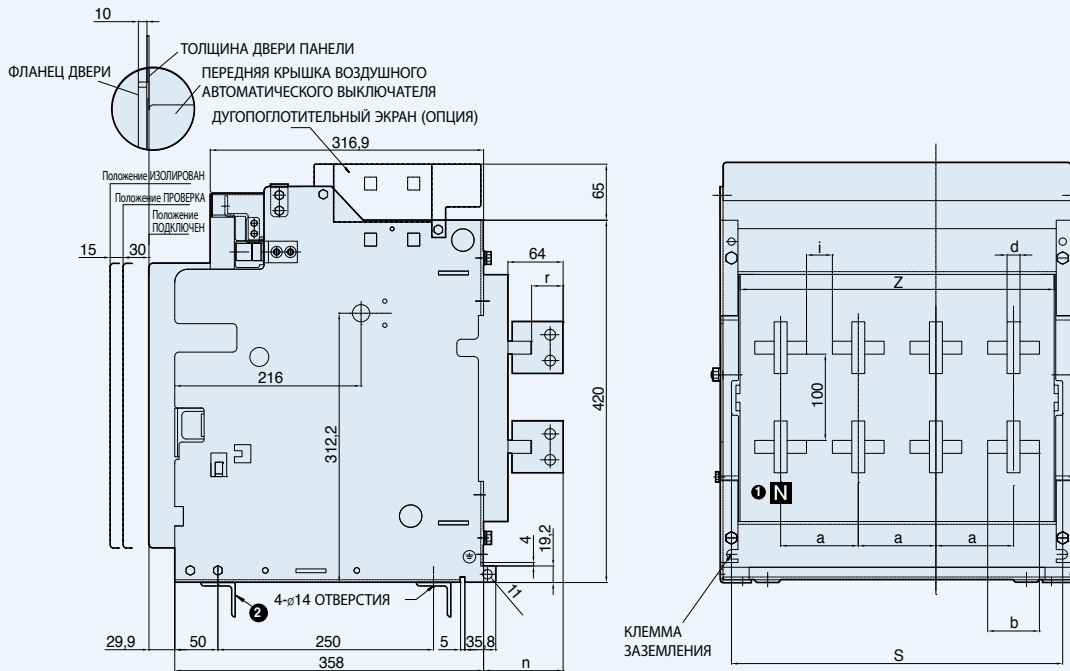 10
ТОЛЩИНА ДВЕРИ ПАНЕЛИ
ФЛАНЕЦ ДВЕРИ
ПЕРЕДНЯЯ КРЫШКА ВОЗДУШНОГО
АВТОМАТИЧЕСКОГО ВЫКЛЮЧАТЕЛЯ
ДУГОПОГЛОТИТЕЛЬНЫЙ ЭКРАН (ОПЦИЯ)
316,9
Положение ИЗОЛИРОВАН
Положение ПРОВЕРКА
Положение
ПОДКЛЮЧЕН
15
30
65
64
r
216
312,2
420
4
19,2
11
4-ø14 ОТВЕРСТИЯ
2
29,9
50
250
5
35,8
358
n
i
d
Z
100
1 N
a
a
a
b
КЛЕММА
ЗАЗЕМЛЕНИЯ
S